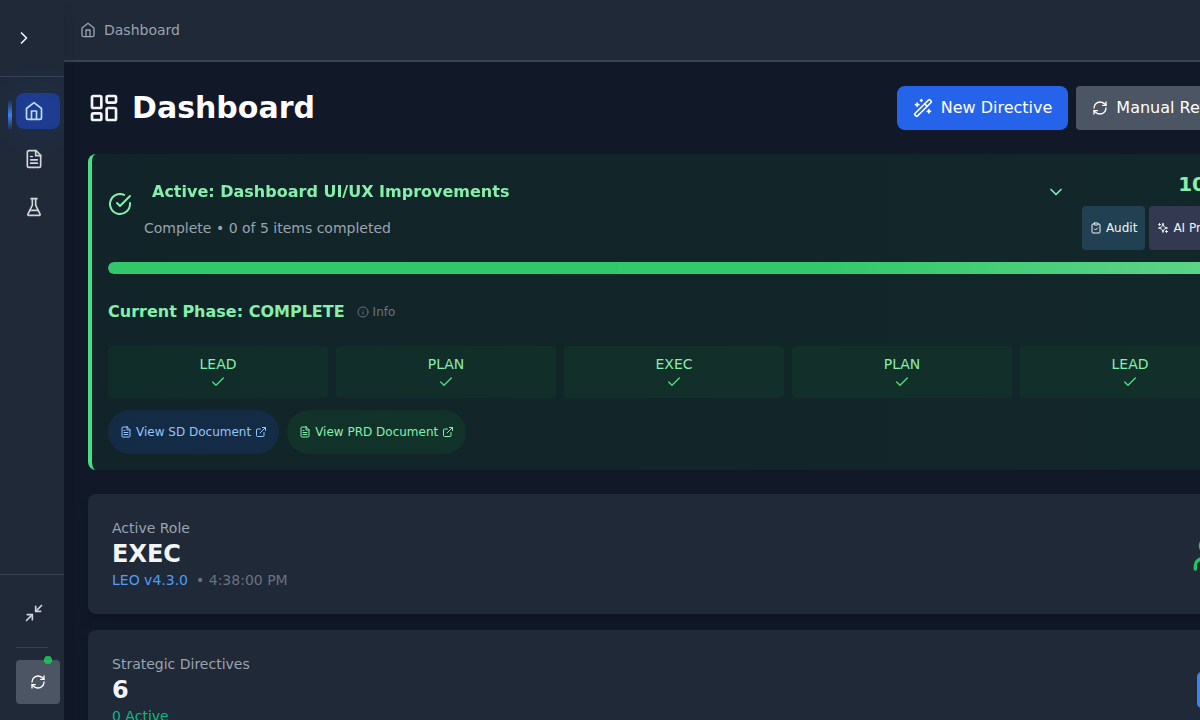 Dashboard
Dashboard
New Directive
Manual Re
Active: Dashboard UI/UX Improvements
10
Complete • 0 of 5 items completed
Audit
AI Pr
Current Phase: COMPLETE
Info
LEAD
PLAN
EXEC
PLAN
LEAD
View SD Document
View PRD Document
Active Role
EXEC
LEO v4.3.0 • 4:38:00 PM
Strategic Directives
6
0 Active